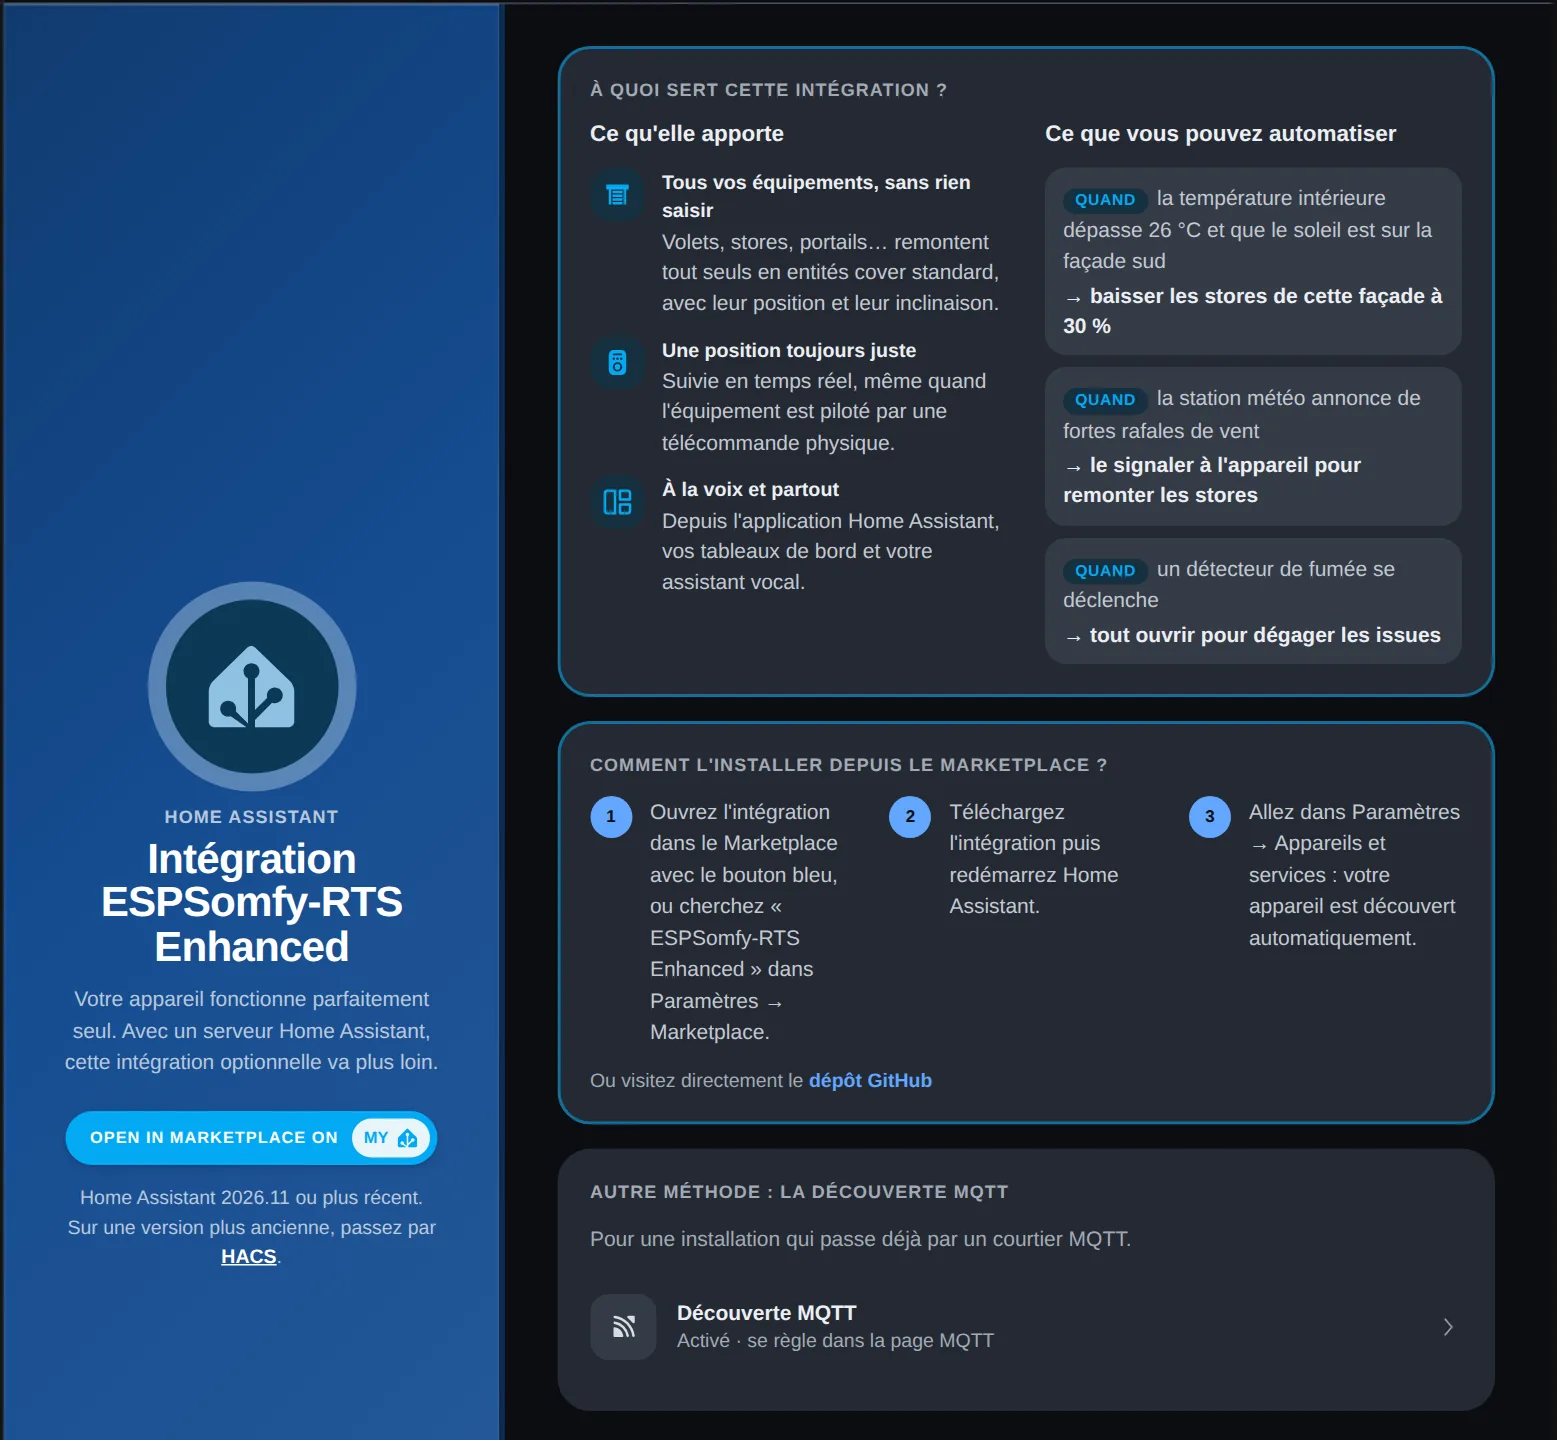 HOME ASSISTANT
Intégration
ESPSomfy-RTS
Enhanced
Votre appareil fonctionne parfaitement
seul. Avec un serveur Home Assistant,
cette intégration optionnelle va plus loin.
OPEN IN MARKETPLACE ON MY
Home Assistant 2026.11 ou plus récent.
Sur une version plus ancienne, passez par
HACS.
À QUOI SERT CETTE INTÉGRATION ?
Ce qu'elle apporte
Tous vos équipements, sans rien
saisir
Volets, stores, portails… remontent
tout seuls en entités cover standard,
avec leur position et leur inclinaison.
Une position toujours juste
Suivie en temps réel, même quand
l'équipement est piloté par une
télécommande physique.
À la voix et partout
Depuis l'application Home Assistant,
vos tableaux de bord et votre
assistant vocal.
Ce que vous pouvez automatiser
QUAND la température intérieure
dépasse 26 °C et que le soleil est sur la
façade sud
→ baisser les stores de cette façade à
30 %
QUAND la station météo annonce de
fortes rafales de vent
→ le signaler à l'appareil pour
remonter les stores
QUAND un détecteur de fumée se
déclenche
→ tout ouvrir pour dégager les issues
COMMENT L'INSTALLER DEPUIS LE MARKETPLACE ?
1
Ouvrez l'intégration
dans le Marketplace
avec le bouton bleu,
ou cherchez «
ESPSomfy-RTS
Enhanced » dans
Paramètres →
Marketplace.
2
Téléchargez
l'intégration puis
redémarrez Home
Assistant.
3
Allez dans Paramètres
→ Appareils et
services : votre
appareil est découvert
automatiquement.
Ou visitez directement le dépôt GitHub
AUTRE MÉTHODE : LA DÉCOUVERTE MQTT
Pour une installation qui passe déjà par un courtier MQTT.
Découverte MQTT
Activé · se règle dans la page MQTT